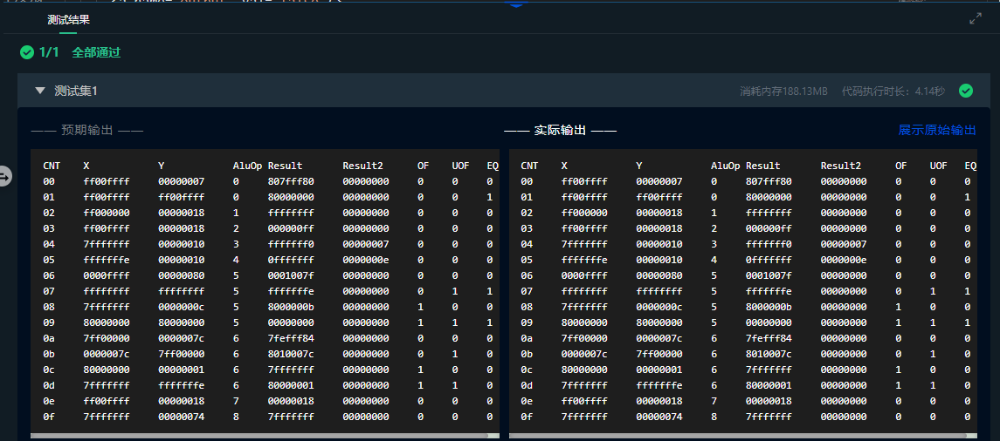 测试结果
1/1 全部通过
测试集1 消耗内存188.13MB 代码执行时长：4.14秒
—— 预期输出 ——
CNT X Y AluOp Result Result2 OF UOF EQ
00 ff00ffff 00000007 0 807fff80 00000000 0 0 0
01 ff00ffff ff00ffff 0 80000000 00000000 0 0 1
02 ff000000 00000018 1 ffffffff 00000000 0 0 0
03 ff00ffff 00000018 2 000000ff 00000000 0 0 0
04 7fffffff 00000010 3 fffffff0 00000007 0 0 0
05 fffffffe 00000010 4 0fffffff 0000000e 0 0 0
06 0000ffff 00000080 5 0001007f 00000000 0 0 0
07 ffffffff ffffffff 5 fffffffe 00000000 0 1 1
08 7fffffff 0000000c 5 8000000b 00000000 1 0 0
09 80000000 80000000 5 00000000 00000000 1 1 1
0a 7ff00000 0000007c 6 7fefff84 00000000 0 0 0
0b 0000007c 7ff00000 6 8010007c 00000000 0 1 0
0c 80000000 00000001 6 7fffffff 00000000 1 0 0
0d 7fffffff fffffffe 6 80000001 00000000 1 1 0
0e ff00ffff 00000018 7 00000018 00000000 0 0 0
0f 7fffffff 00000074 8 7fffffff 00000000 0 0 0
—— 实际输出 —— 展示原始输出
CNT X Y AluOp Result Result2 OF UOF EQ
00 ff00ffff 00000007 0 807fff80 00000000 0 0 0
01 ff00ffff ff00ffff 0 80000000 00000000 0 0 1
02 ff000000 00000018 1 ffffffff 00000000 0 0 0
03 ff00ffff 00000018 2 000000ff 00000000 0 0 0
04 7fffffff 00000010 3 fffffff0 00000007 0 0 0
05 fffffffe 00000010 4 0fffffff 0000000e 0 0 0
06 0000ffff 00000080 5 0001007f 00000000 0 0 0
07 ffffffff ffffffff 5 fffffffe 00000000 0 1 1
08 7fffffff 0000000c 5 8000000b 00000000 1 0 0
09 80000000 80000000 5 00000000 00000000 1 1 1
0a 7ff00000 0000007c 6 7fefff84 00000000 0 0 0
0b 0000007c 7ff00000 6 8010007c 00000000 0 1 0
0c 80000000 00000001 6 7fffffff 00000000 1 0 0
0d 7fffffff fffffffe 6 80000001 00000000 1 1 0
0e ff00ffff 00000018 7 00000018 00000000 0 0 0
0f 7fffffff 00000074 8 7fffffff 00000000 0 0 0